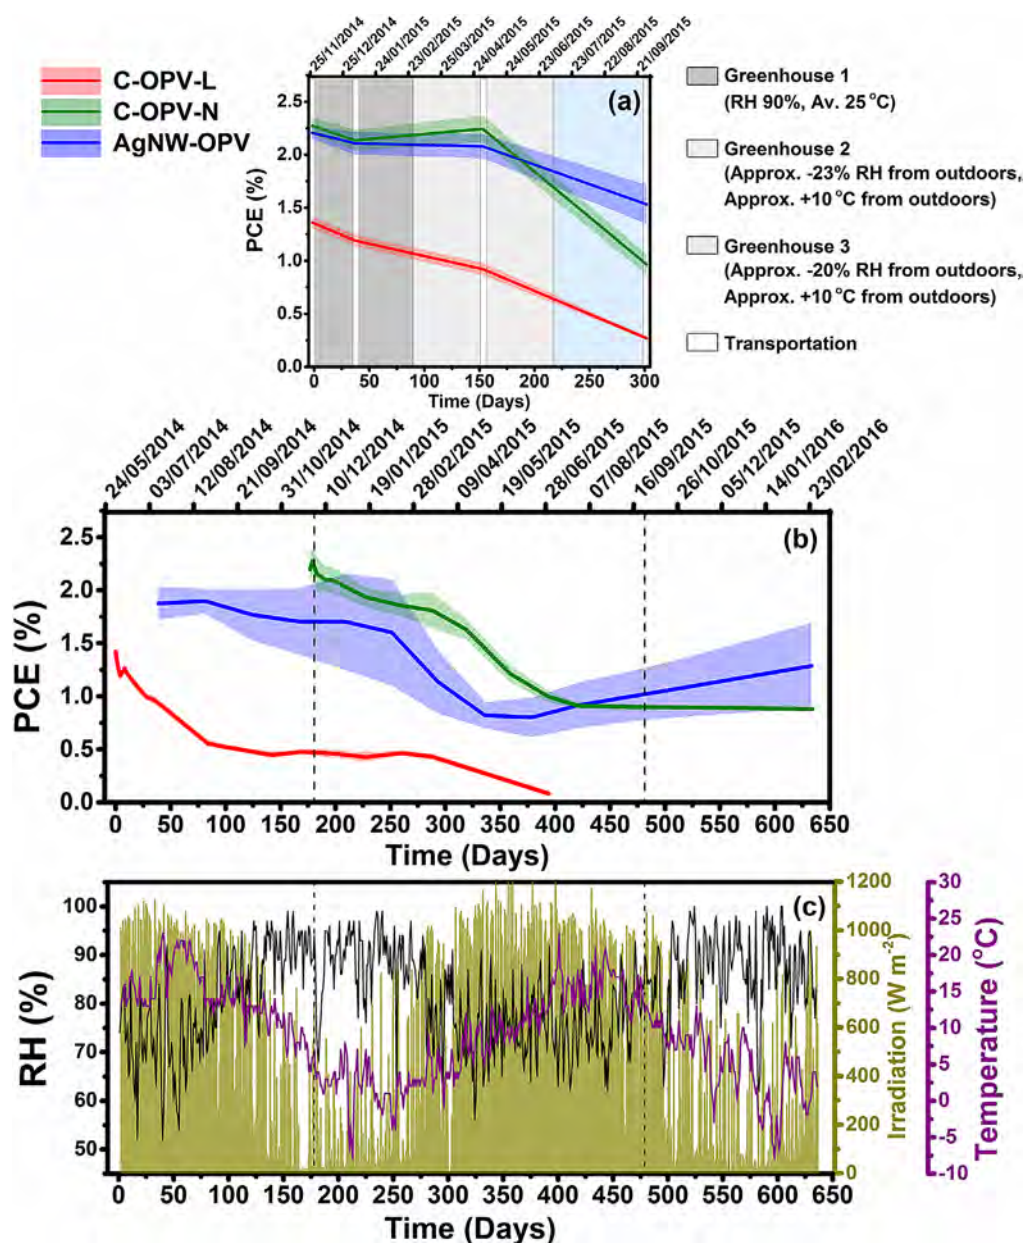 25/11/2014
25/12/2014
24/01/2015
23/02/2015
25/03/2015
24/04/2015
24/05/2015
23/06/2015
23/07/2015
22/08/2015
21/09/2015
C-OPV-L
C-OPV-N
AgNW-OPV
(a)
PCE (%)
2.5
2.0
1.5
1.0
0.5
0.0
0 50 100 150 200 250 300
Time (Days)
Greenhouse 1
(RH 90%, Av. 25 °C)
Greenhouse 2
(Approx. -23% RH from outdoors,
Approx. +10 °C from outdoors)
Greenhouse 3
(Approx. -20% RH from outdoors,
Approx. +10 °C from outdoors)
Transportation
24/05/2014
03/07/2014
12/08/2014
21/09/2014
31/10/2014
10/12/2014
19/01/2015
28/02/2015
09/04/2015
19/05/2015
28/06/2015
07/08/2015
16/09/2015
26/10/2015
05/12/2015
14/01/2016
23/02/2016
(b)
PCE (%)
2.5
2.0
1.5
1.0
0.5
0.0
0 50 100 150 200 250 300 350 400 450 500 550 600 650
Time (Days)
(c)
RH (%)
100
90
80
70
60
50
0 50 100 150 200 250 300 350 400 450 500 550 600 650
Time (Days)
1200
1000
800
600
400
200
0
Irradiation (W m-2)
30
25
20
15
10
5
0
-5
-10
Temperature (°C)